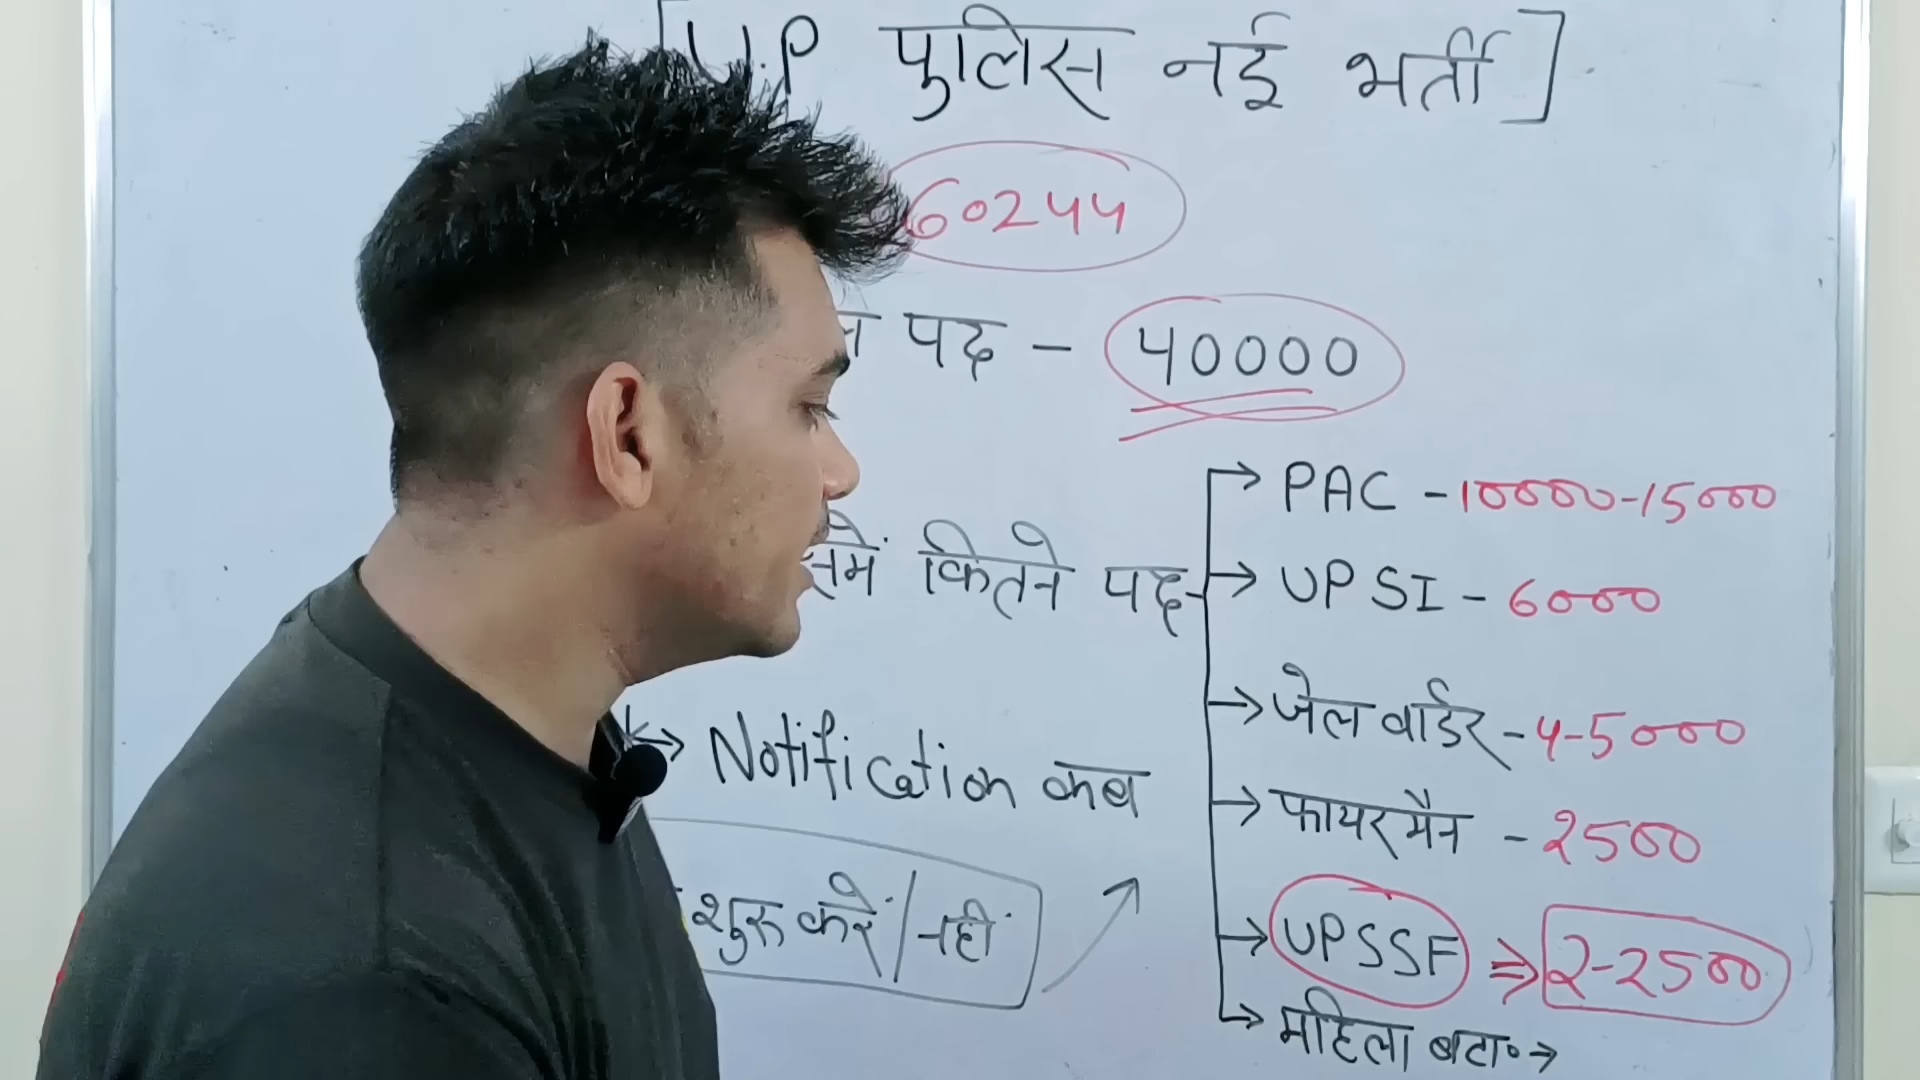 [U.P पुलिस नई भर्ती]
60244
पद - 40000
कितने पद-
→ PAC - 10000-15000
→ UPSI - 6000
→ जेल वार्डर - 4-5000
→ फायरमैन - 2500
→ UPSSF ⇒ 2-2500
→ महिला बटा० →
→ Notification कब
शुरू करें/नहीं